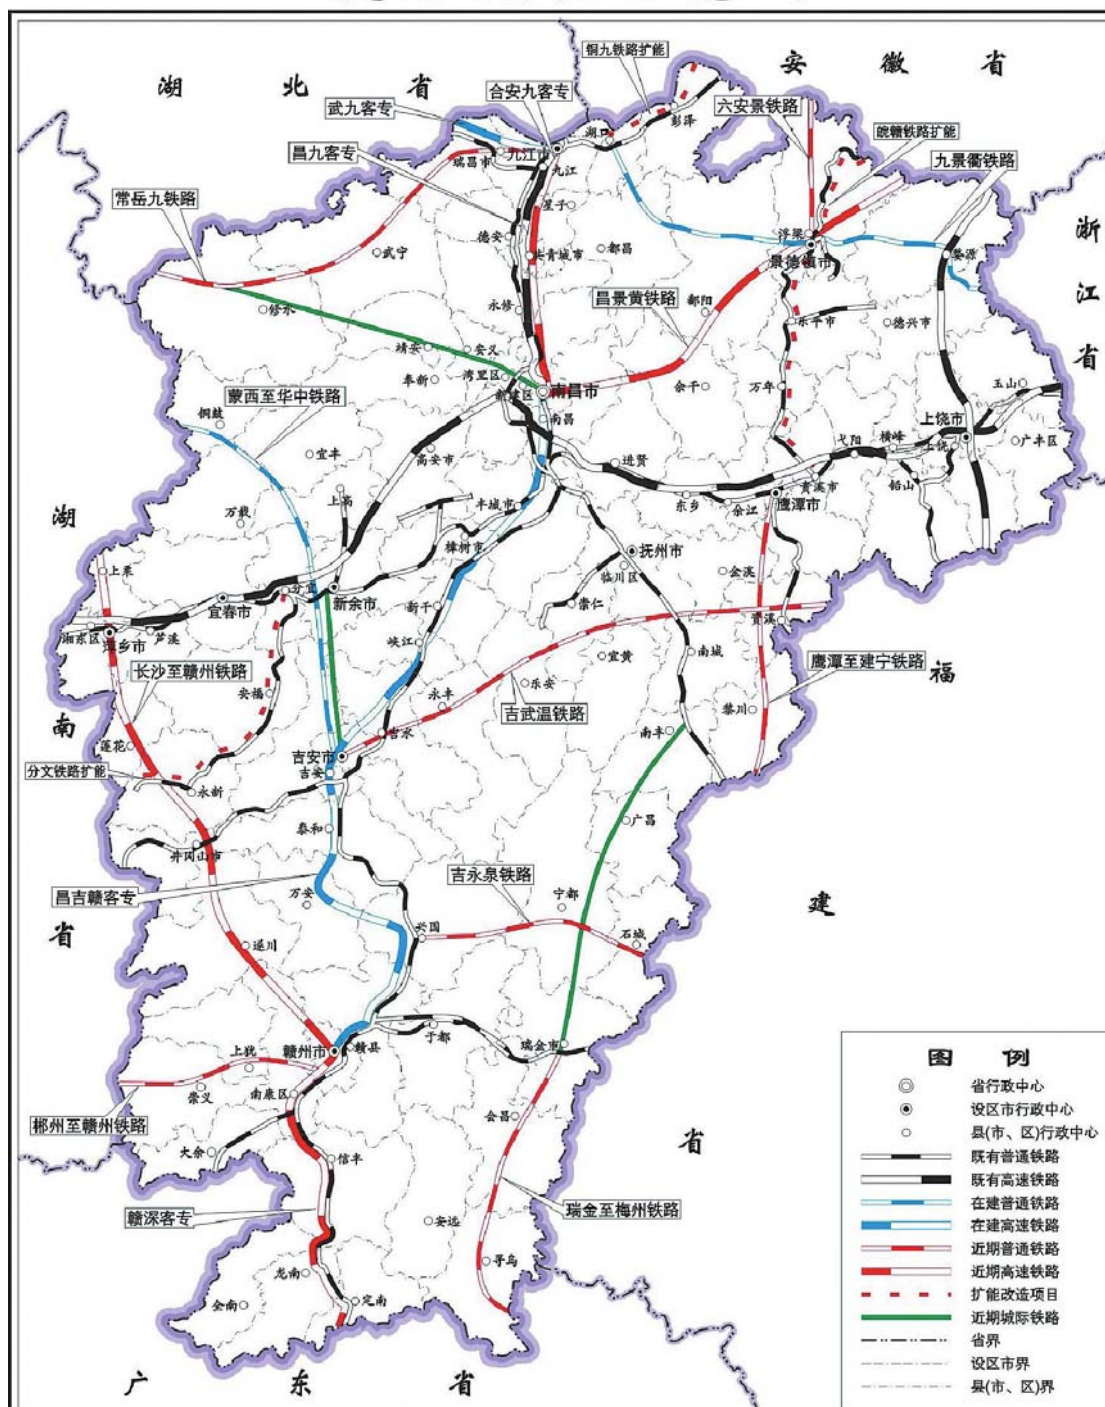 湖 北 省
安 徽 省
铜九铁路扩能
合安九客专
武九客专
六安景铁路
皖赣铁路扩能
昌九客专
九景衢铁路
常岳九铁路
浙
江
省
彭泽
湖口
九江市
瑞昌市
九江
星子
德安
共青城市
都昌
武宁
浮梁
景德镇市
婺源
昌景黄铁路
鄱阳
永修
修水
乐平市
德兴市
靖安
安义
奉新
湾里区
新建区
南昌市
南昌
余干
万年
玉山
蒙西至华中铁路
铜鼓
宜丰
高安市
进贤
弋阳
横峰
上饶市
上饶
广丰区
湖
南
省
上高
万载
丰城市
东乡
余江
贵溪市
鹰潭市
铅山
樟树市
抚州市
临川区
金溪
上栗
分宜
宜春市
新余市
新干
崇仁
资溪
湘东区
萍乡市
芦溪
峡江
宜黄
南城
长沙至赣州铁路
鹰潭至建宁铁路
福
建
省
安福
永丰
乐安
吉武温铁路
黎川
莲花
吉水
南丰
吉安市
吉安
分文铁路扩能
永新
泰和
广昌
井冈山市
昌吉赣客专
万安
吉永泉铁路
宁都
兴国
石城
遂川
赣州市
赣县
于都
瑞金市
上犹
崇义
南康区
会昌
郴州至赣州铁路
大余
信丰
赣深客专
安远
瑞金至梅州铁路
寻乌
龙南
全南
定南
广 东 省
图 例
省行政中心
设区市行政中心
县(市、区)行政中心
既有普通铁路
既有高速铁路
在建普通铁路
在建高速铁路
近期普通铁路
近期高速铁路
扩能改造项目
近期城际铁路
省界
设区市界
县(市、区)界